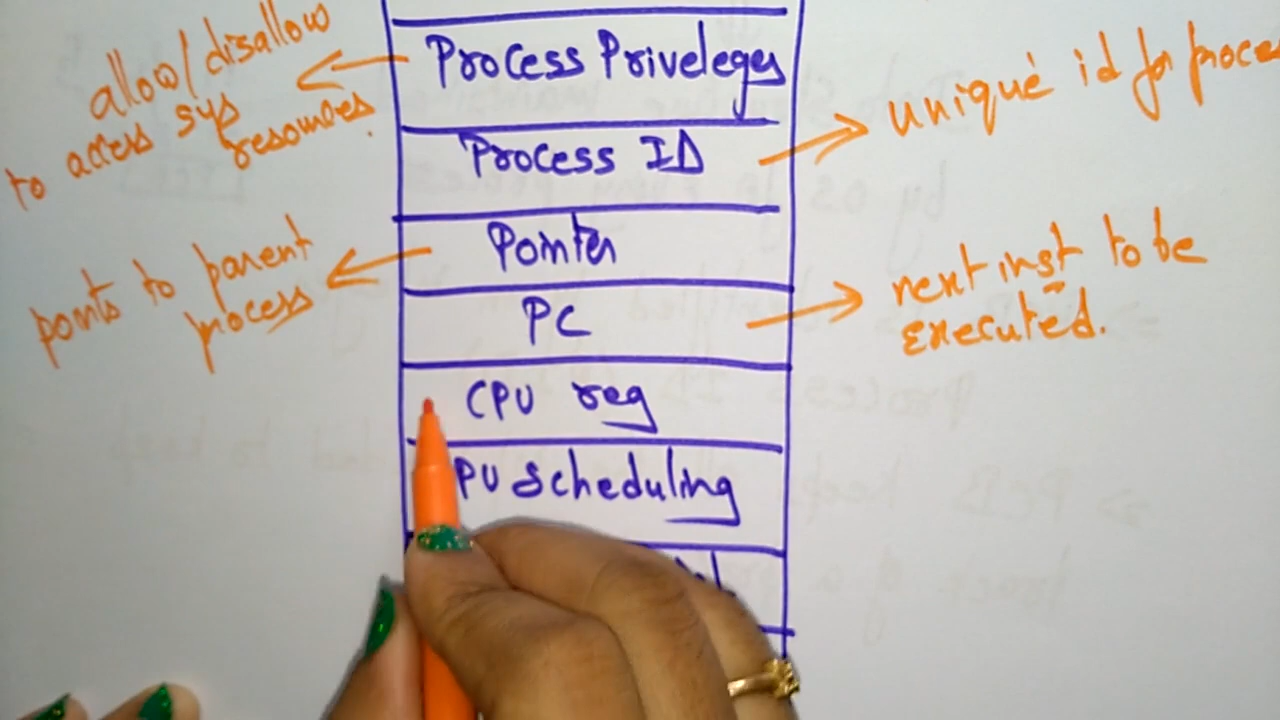 allow/disallow
to access sys
resources.
Process Priveleges
unique id for proce
Process ID
Pointer
points to parent
process
PC
next inst to be
executed.
CPU reg
PU Scheduling